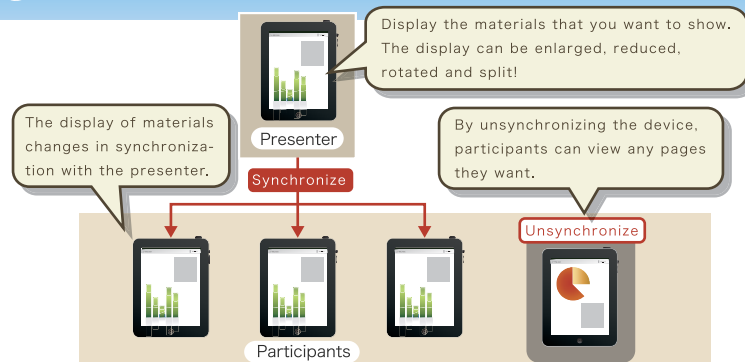 Display the materials that you want to show.
The display can be enlarged, reduced,
rotated and split!
The display of materials
changes in synchroniza-
tion with the presenter.
Presenter
By unsynchronizing the device,
participants can view any pages
they want.
Synchronize
Unsynchronize
Participants